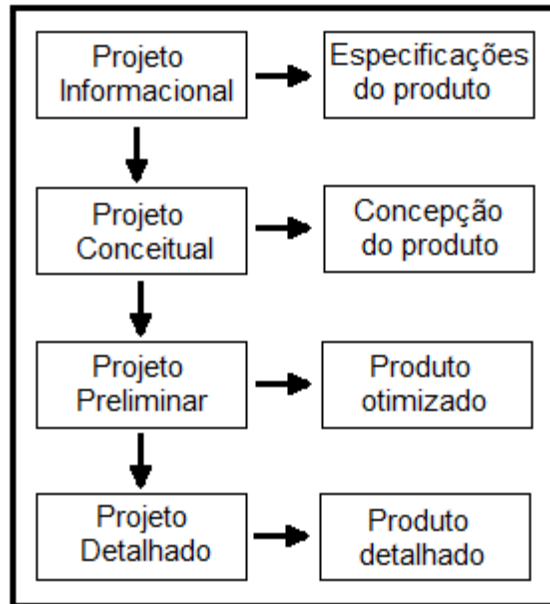 Projeto
Informacional
Especificações
do produto
Projeto
Conceitual
Concepção
do produto
Projeto
Preliminar
Produto
otimizado
Projeto
Detalhado
Produto
detalhado